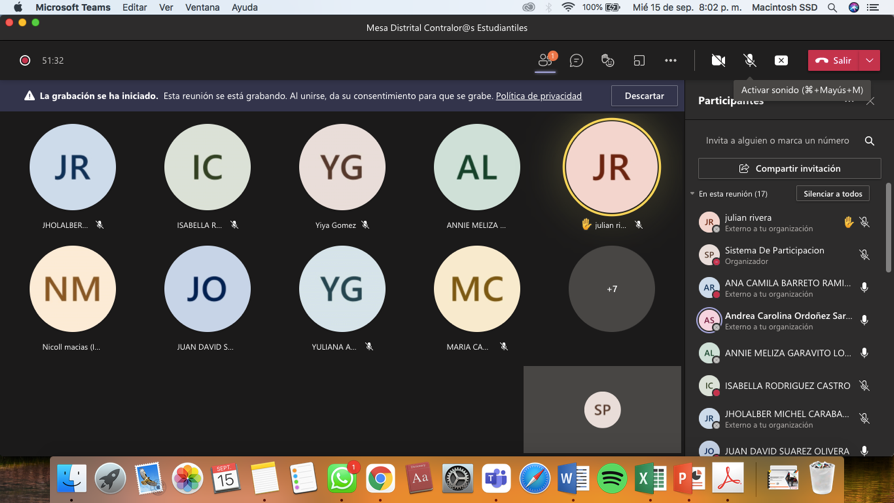 Microsoft Teams Editar Ver Ventana Ayuda 100% Mié 15 de sep. 8:02 p. m. Macintosh SSD
Mesa Distrital Contralor@s Estudiantiles
51:32
1
Salir
Activar sonido (⌘+Mayús+M)
La grabación se ha iniciado. Esta reunión se está grabando. Al unirse, da su consentimiento para que se grabe. Política de privacidad
Descartar
Participantes
Invita a alguien o marca un número
Compartir invitación
En esta reunión (17)
Silenciar a todos
JR
JHOLALBER...
IC
ISABELLA R...
YG
Yiya Gomez
AL
ANNIE MELIZA ...
JR
julian ri...
NM
Nicoll macias (I...
JO
JUAN DAVID S...
YG
YULIANA A...
MC
MARIA CA...
+7
SP
JR
julian rivera
Externo a tu organización
SP
Sistema De Participacion
Organizador
AR
ANA CAMILA BARRETO RAMI...
Externo a tu organización
AS
Andrea Carolina Ordoñez Sar...
Externo a tu organización
AL
ANNIE MELIZA GARAVITO LO...
IC
ISABELLA RODRIGUEZ CASTRO
JR
JHOLALBER MICHEL CARABA...
Externo a tu organización
JO
JUAN DAVID SUAREZ OLIVERA
SEPT.
15
1
Aa
W
X
P